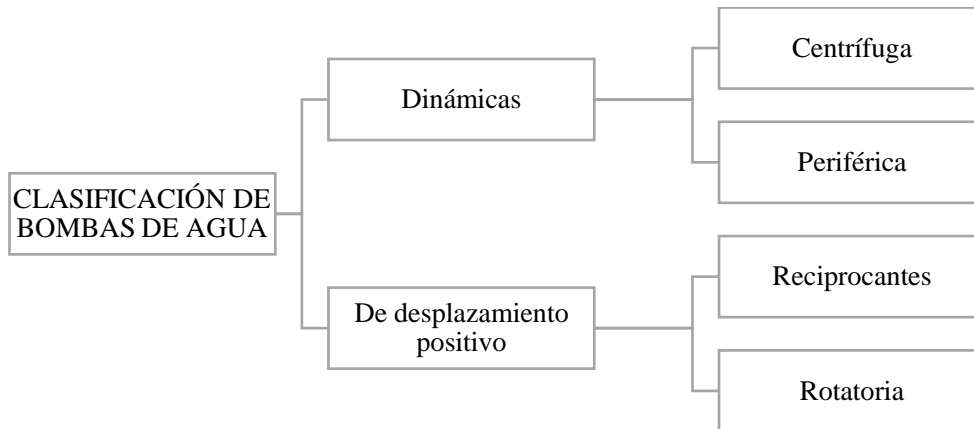 CLASIFICACIÓN DE
BOMBAS DE AGUA
Dinámicas
Centrífuga
Periférica
De desplazamiento
positivo
Reciprocantes
Rotatoria